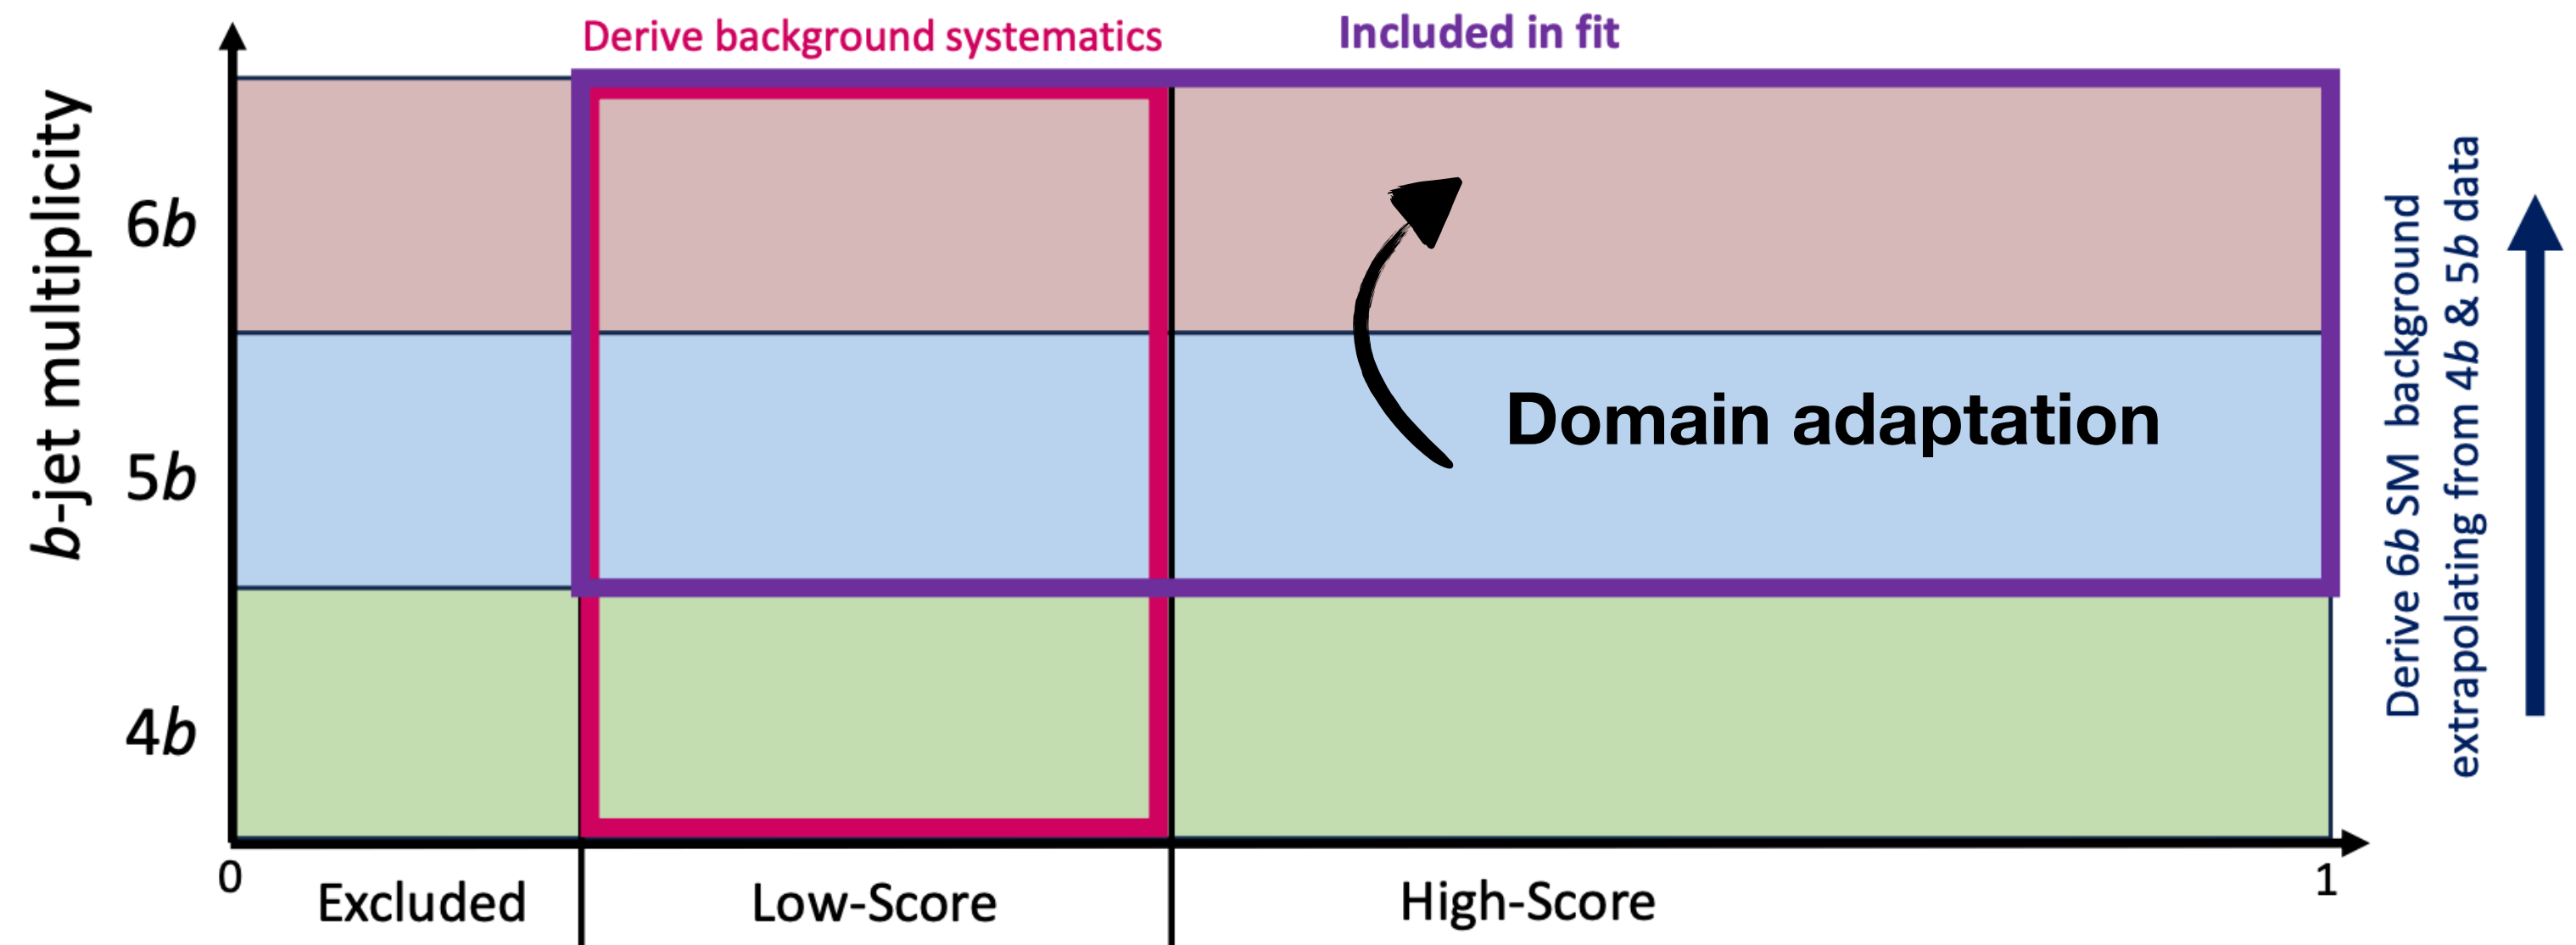 Derive background systematics
Included in fit
b-jet multiplicity
6b
5b
4b
Domain adaptation
Derive 6b SM background
extrapolating from 4b & 5b data
0
1
Excluded
Low-Score
High-Score